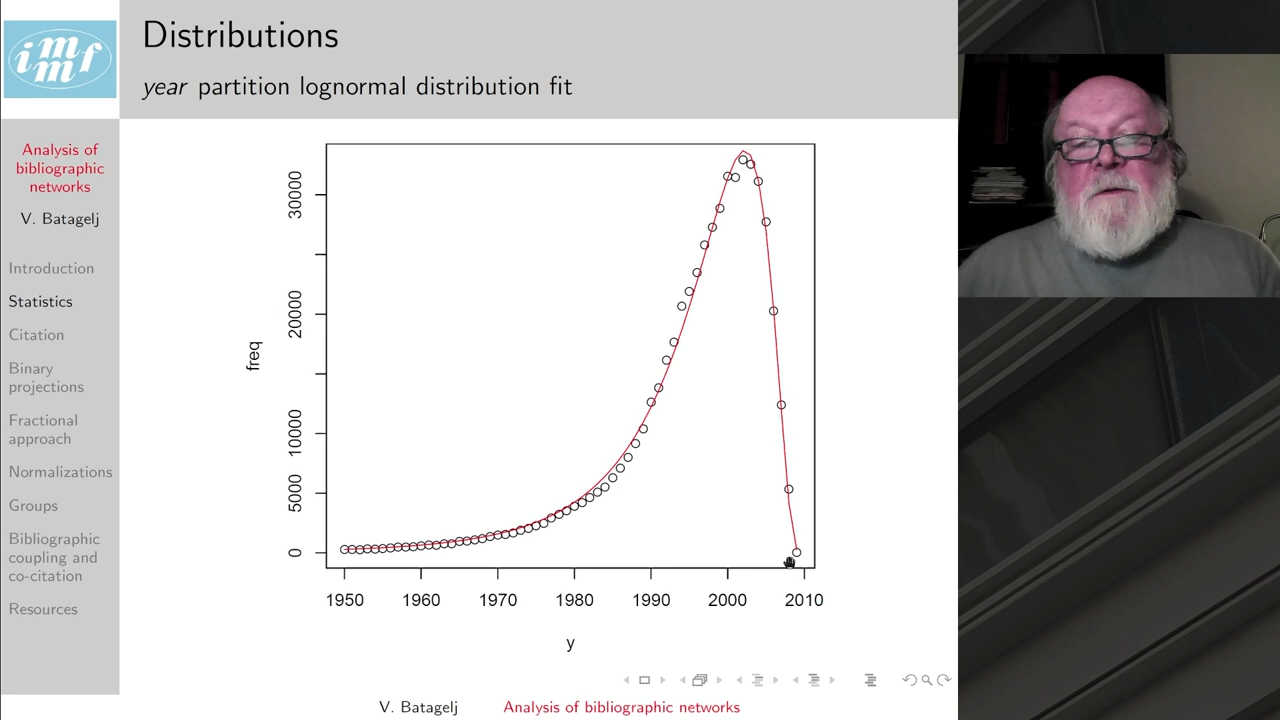 immf
Distributions
year partition lognormal distribution fit
Analysis of
bibliographic
networks
V. Batagelj
Introduction
Statistics
Citation
Binary
projections
Fractional
approach
Normalizations
Groups
Bibliographic
coupling and
co-citation
Resources
freq
30000
20000
10000
5000
0
1950 1960 1970 1980 1990 2000 2010
y
V. Batagelj Analysis of bibliographic networks